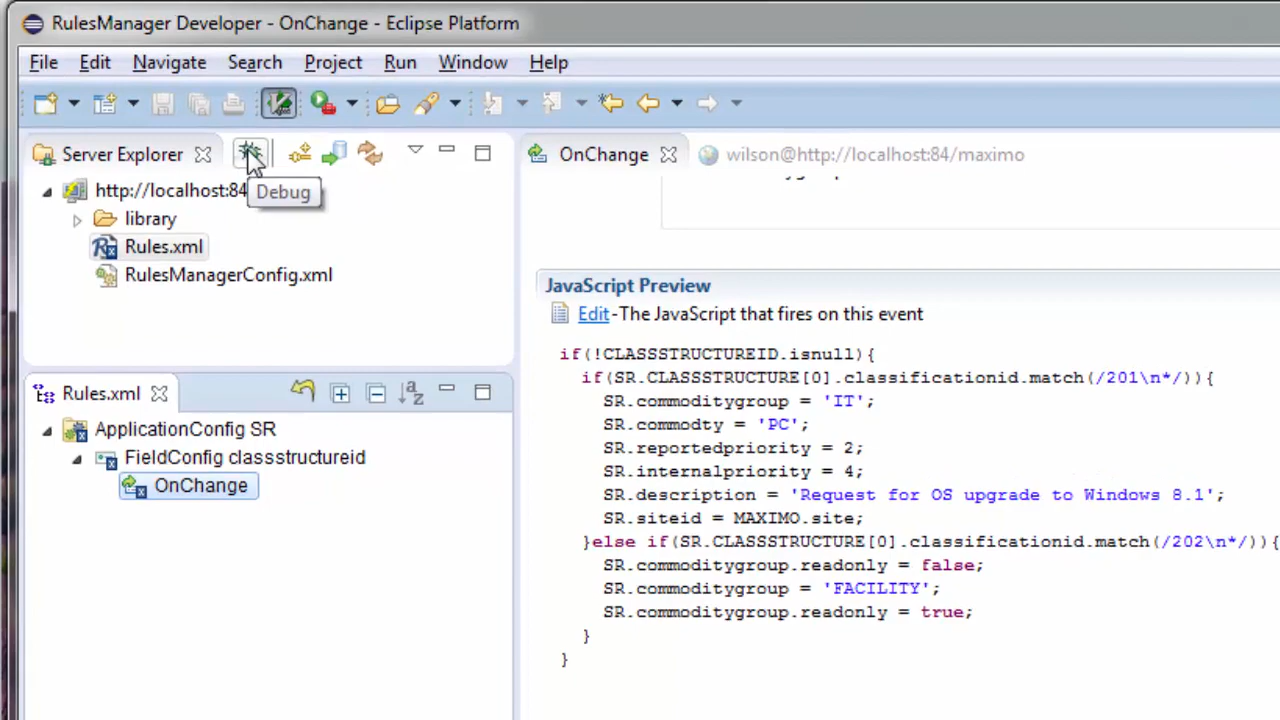 RulesManager Developer - OnChange - Eclipse Platform
File Edit Navigate Search Project Run Window Help
Server Explorer
Debug
http://localhost:84
library
Rules.xml
RulesManagerConfig.xml
Rules.xml
ApplicationConfig SR
FieldConfig classstructureid
OnChange
OnChange
wilson@http://localhost:84/maximo
JavaScript Preview
Edit - The JavaScript that fires on this event
if(!CLASSSTRUCTUREID.isnull){
if(SR.CLASSSTRUCTURE[0].classificationid.match(/201\n*/)){
SR.commoditygroup = 'IT';
SR.commodty = 'PC';
SR.reportedpriority = 2;
SR.internalpriority = 4;
SR.description = 'Request for OS upgrade to Windows 8.1';
SR.siteid = MAXIMO.site;
}else if(SR.CLASSSTRUCTURE[0].classificationid.match(/202\n*/)){
SR.commoditygroup.readonly = false;
SR.commoditygroup = 'FACILITY';
SR.commoditygroup.readonly = true;
}
}